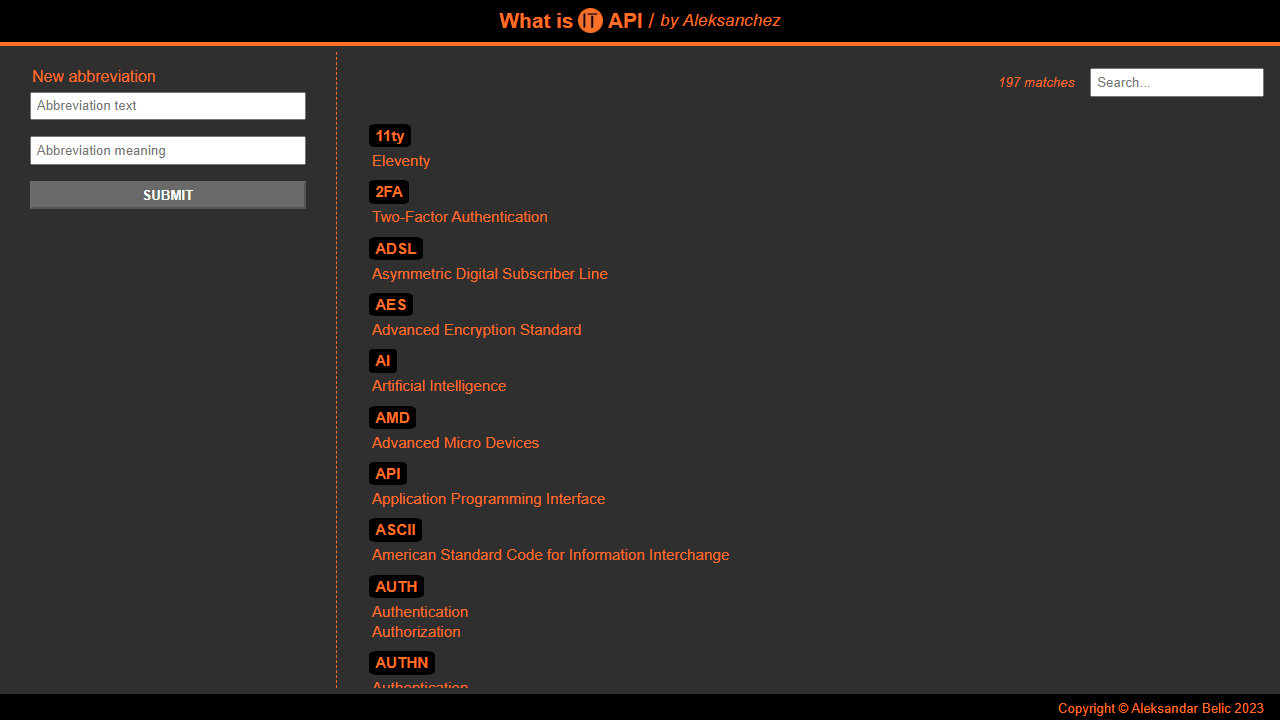 What is IT API / by Aleksanchez
New abbreviation
Abbreviation text
Abbreviation meaning
SUBMIT
197 matches
Search...
11ty
Eleventy
2FA
Two-Factor Authentication
ADSL
Asymmetric Digital Subscriber Line
AES
Advanced Encryption Standard
AI
Artificial Intelligence
AMD
Advanced Micro Devices
API
Application Programming Interface
ASCII
American Standard Code for Information Interchange
AUTH
Authentication
Authorization
AUTHN
Authentication
Copyright © Aleksandar Belic 2023